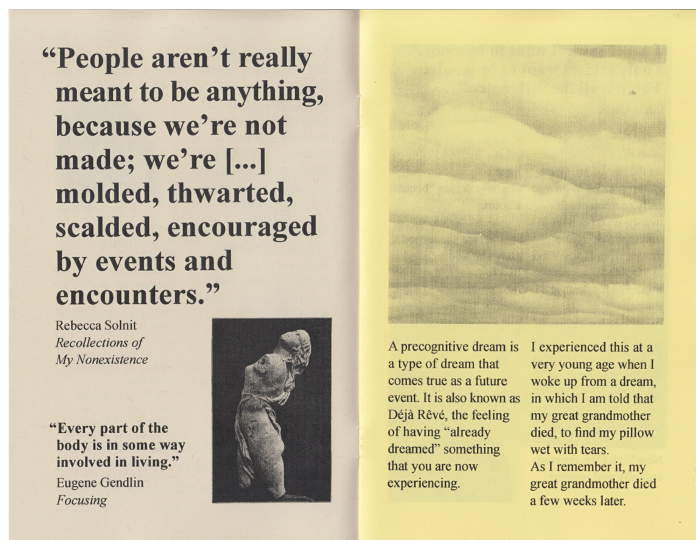 “People aren’t really
meant to be anything,
because we’re not
made; we’re [...]
molded, thwarted,
scalded, encouraged
by events and
encounters.”
Rebecca Solnit
Recollections of
My Nonexistence
“Every part of the
body is in some way
involved in living.”
Eugene Gendlin
Focusing
A precognitive dream is
a type of dream that
comes true as a future
event. It is also known as
Déjà Rêvé, the feeling
of having “already
dreamed” something
that you are now
experiencing.
I experienced this at a
very young age when I
woke up from a dream,
in which I am told that
my great grandmother
died, to find my pillow
wet with tears.
As I remember it, my
great grandmother died
a few weeks later.